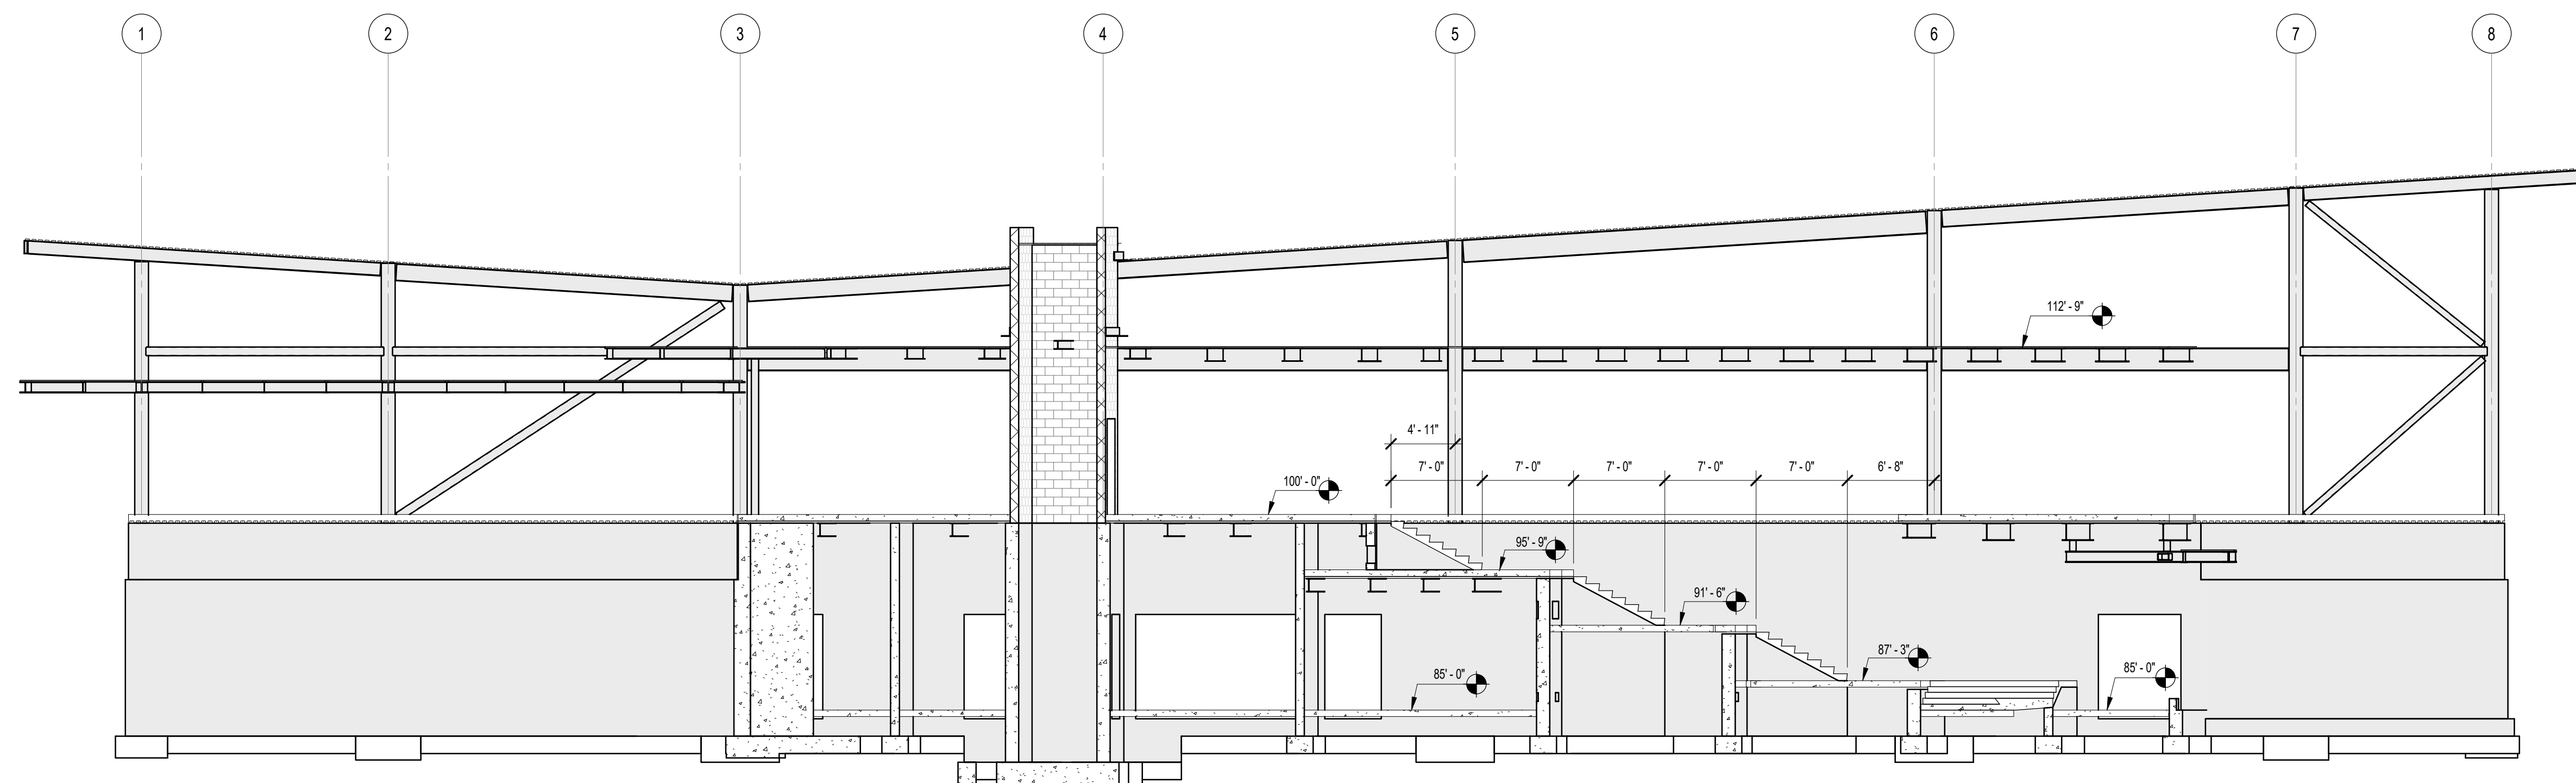 1 2 3 4 5 6 7 8
112' - 9"
4' - 11"
7' - 0" 7' - 0" 7' - 0" 7' - 0" 7' - 0" 6' - 8"
100' - 0"
95' - 9"
91' - 6"
87' - 3"
85' - 0" 85' - 0"